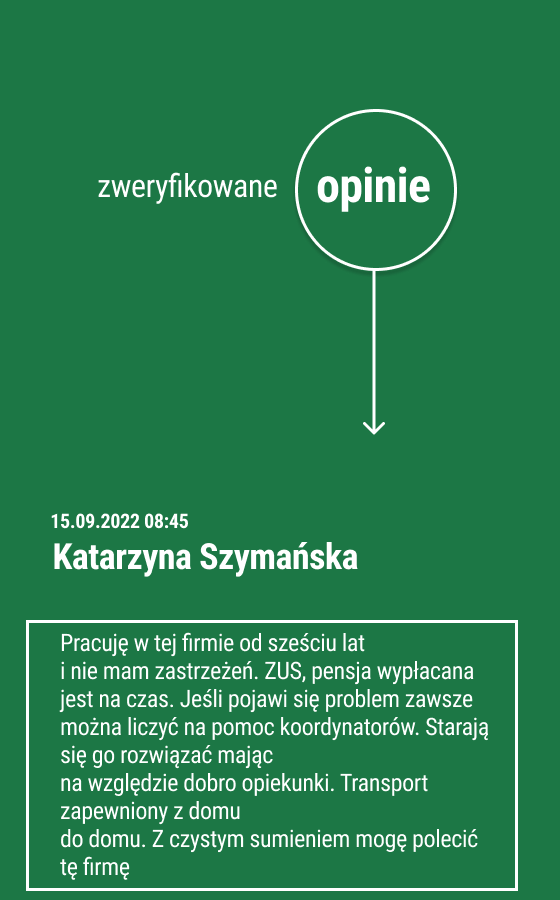 zweryfikowane opinie
15.09.2022 08:45
Katarzyna Szymańska
Pracuję w tej firmie od sześciu lat
i nie mam zastrzeżeń. ZUS, pensja wypłacana
jest na czas. Jeśli pojawi się problem zawsze
można liczyć na pomoc koordynatorów. Starają
się go rozwiązać mając
na względzie dobro opiekunki. Transport
zapewniony z domu
do domu. Z czystym sumieniem mogę polecić
tę firmę